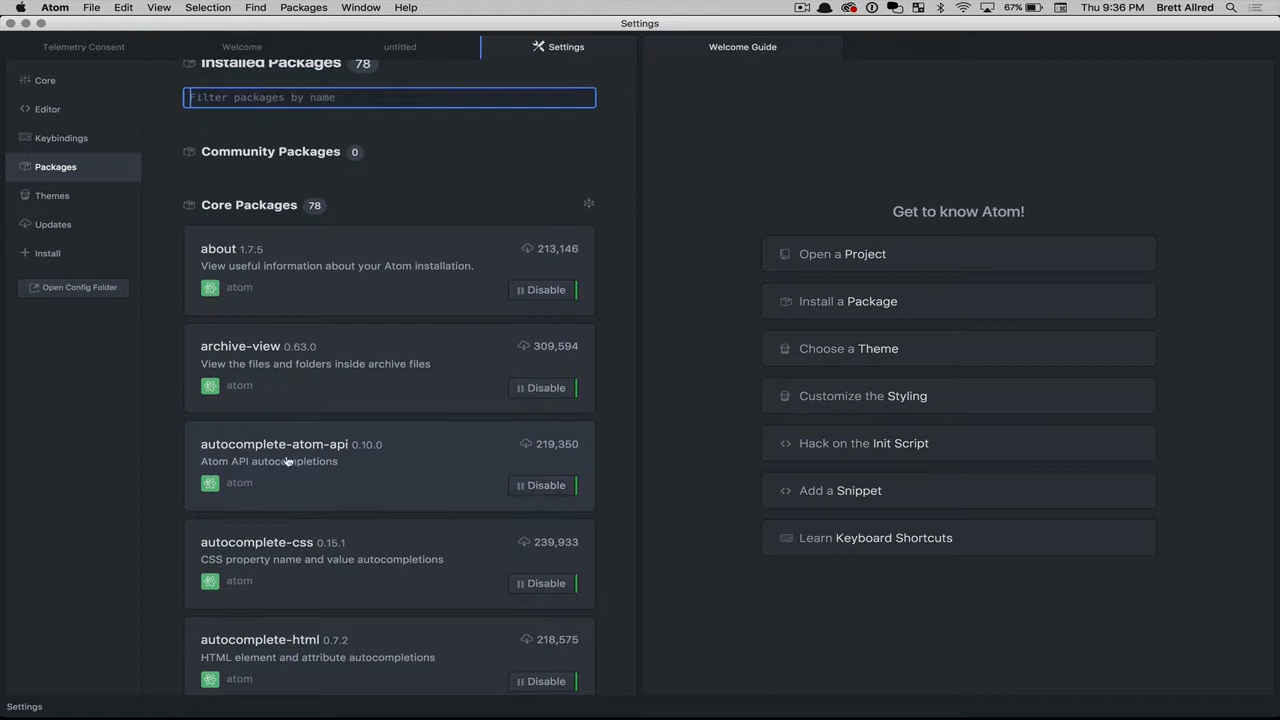 Atom File Edit View Selection Find Packages Window Help 67% Thu 9:36 PM Brett Allred
Settings
Telemetry Consent Welcome untitled Settings Welcome Guide
Core
Editor
Keybindings
Packages
Themes
Updates
Install
Open Config Folder
Installed Packages 78
Filter packages by name
Community Packages 0
Core Packages 78
about 1.7.5 213,146
View useful information about your Atom installation.
atom Disable
archive-view 0.63.0 309,594
View the files and folders inside archive files
atom Disable
autocomplete-atom-api 0.10.0 219,350
Atom API autocompletions
atom Disable
autocomplete-css 0.15.1 239,933
CSS property name and value autocompletions
atom Disable
autocomplete-html 0.7.2 218,575
HTML element and attribute autocompletions
atom Disable
Get to know Atom!
Open a Project
Install a Package
Choose a Theme
Customize the Styling
Hack on the Init Script
Add a Snippet
Learn Keyboard Shortcuts
Settings